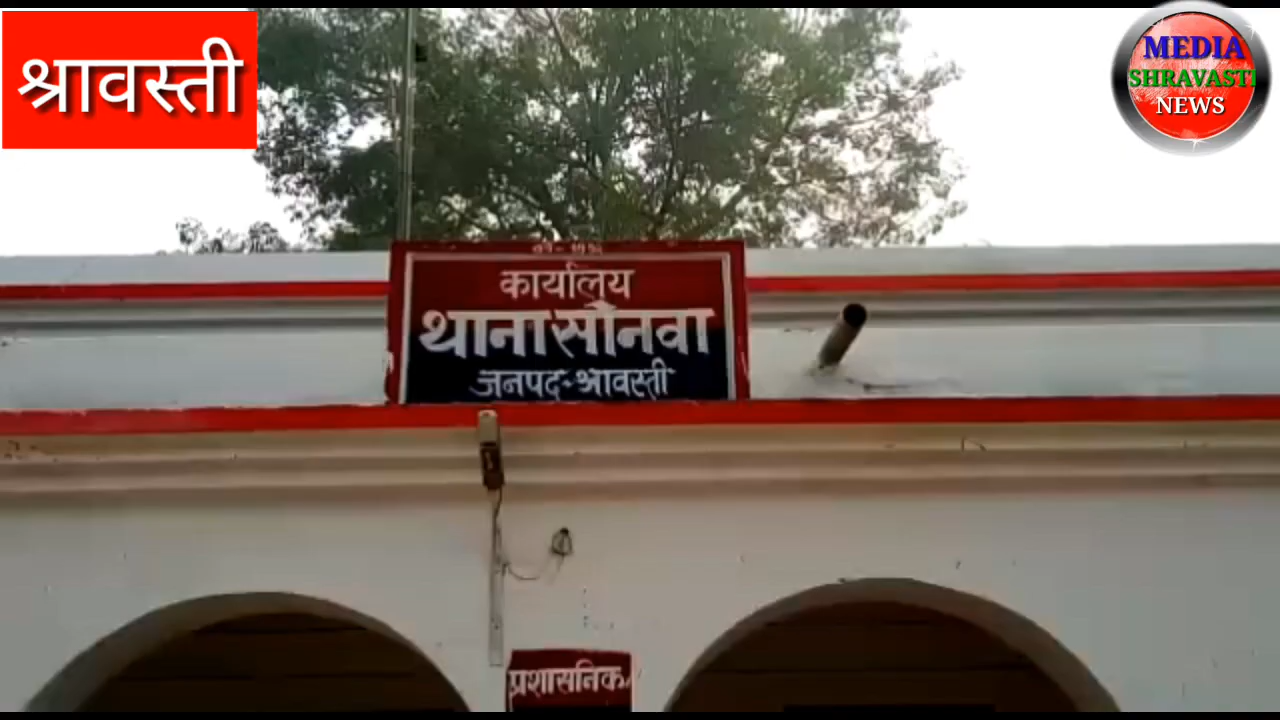 श्रावस्ती
MEDIA
SHRAVASTI
NEWS
कार्यालय
थाना सोनवा
जनपद-श्रावस्ती
प्रशासनिक